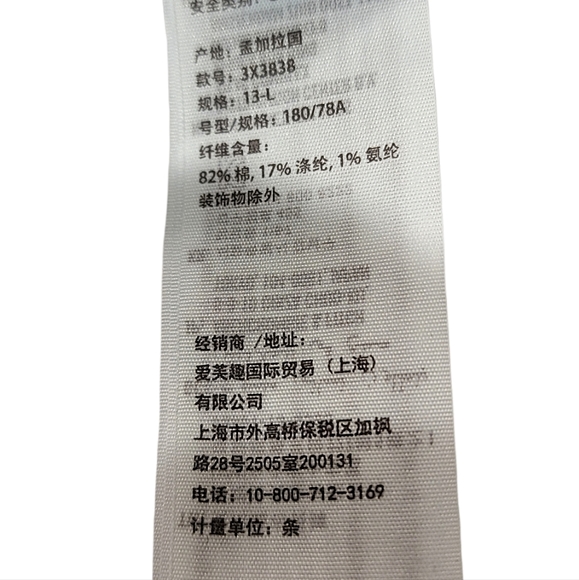 安全类别：
产地：孟加拉国
款号：3X3838
规格：13-L
号型/规格：180/78A
纤维含量：
82%棉,17%涤纶,1%氨纶
装饰物除外
经销商 /地址：
爱芙趣国际贸易（上海）
有限公司
上海市外高桥保税区加枫
路28号2505室200131
电话：10-800-712-3169
计量单位：条